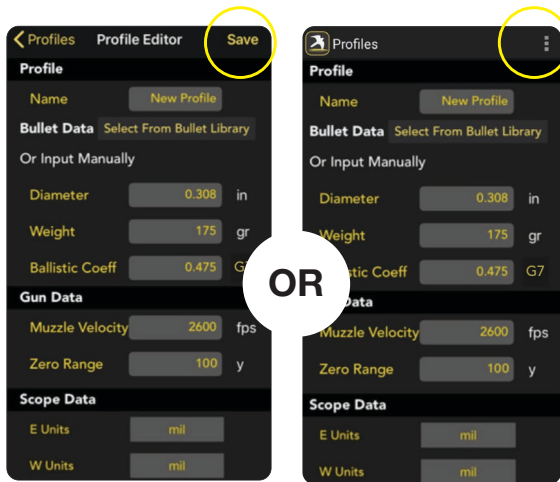 Profiles Profile Editor Save
Profile
Name New Profile
Bullet Data Select From Bullet Library
Or Input Manually
Diameter 0.308 in
Weight 175 gr
Ballistic Coeff 0.475
Gun Data
Muzzle Velocity 2600 fps
Zero Range 100 y
Scope Data
E Units mil
W Units mil
OR
Profiles
Profile
Name New Profile
Bullet Data Select From Bullet Library
Or Input Manually
Diameter 0.308 in
Weight 175 gr
stic Coeff 0.475 G7
Data
Muzzle Velocity 2600 fps
Zero Range 100 y
Scope Data
E Units mil
W Units mil